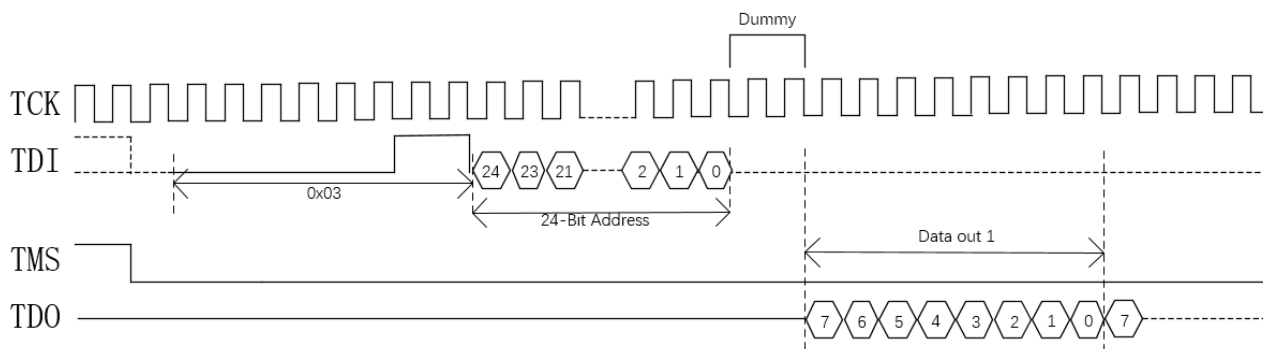 Dummy
TCK
TDI
24 23 21 2 1 0
0x03
24-Bit Address
Data out 1
TMS
TDO
7 6 5 4 3 2 1 0 7